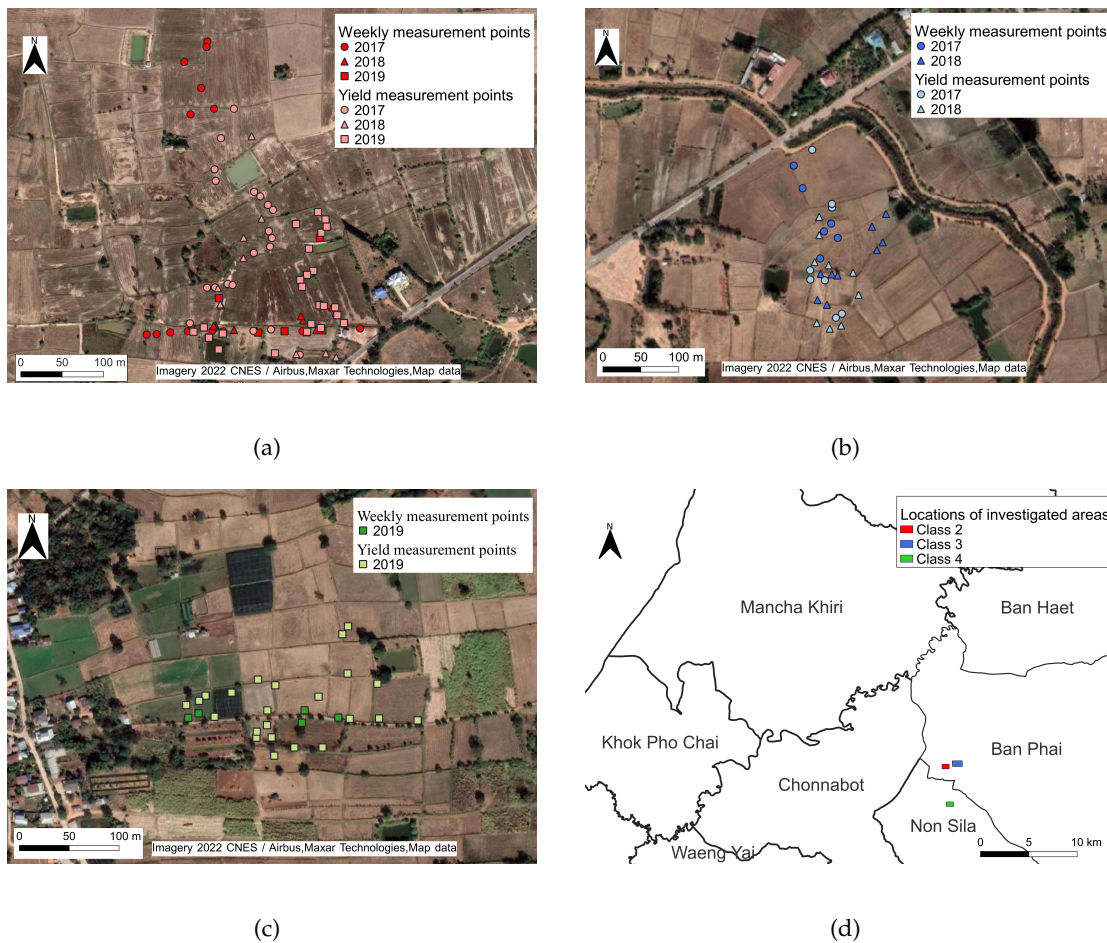 N
Weekly measurement points
2017
2018
2019
Yield measurement points
2017
2018
2019
0 50 100 m
Imagery 2022 CNES / Airbus,Maxar Technologies,Map data
(a)
N
Weekly measurement points
2017
2018
Yield measurement points
2017
2018
0 50 100 m
Imagery 2022 CNES / Airbus,Maxar Technologies,Map data
(b)
N
Weekly measurement points
2019
Yield measurement points
2019
0 50 100 m
Imagery 2022 CNES / Airbus,Maxar Technologies,Map data
(c)
N
Locations of investigated areas
Class 2
Class 3
Class 4
Mancha Khiri
Ban Haet
Khok Pho Chai
Ban Phai
Chonnabot
Non Sila
Waeng Yai
0 5 10 km
(d)